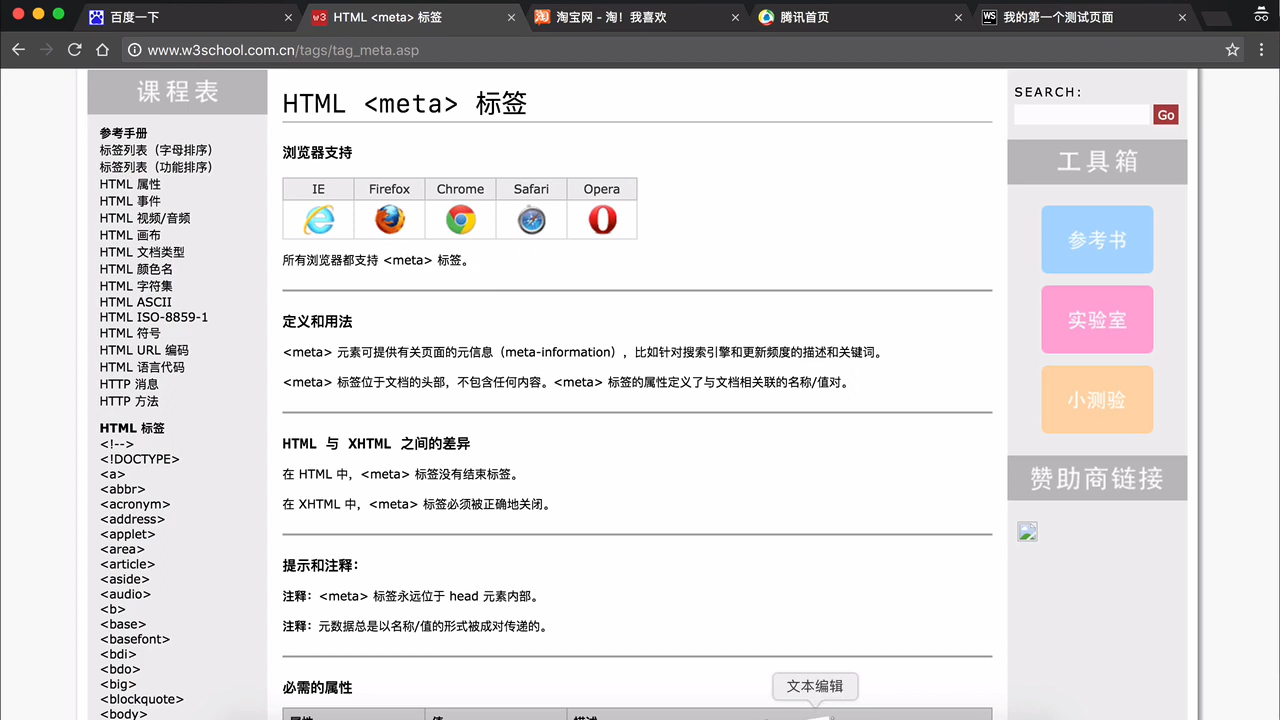 百度一下
HTML <meta> 标签
淘宝网 - 淘！我喜欢
腾讯首页
我的第一个测试页面
www.w3school.com.cn/tags/tag_meta.asp
课程表
参考手册
标签列表（字母排序）
标签列表（功能排序）
HTML 属性
HTML 事件
HTML 视频/音频
HTML 画布
HTML 文档类型
HTML 颜色名
HTML 字符集
HTML ASCII
HTML ISO-8859-1
HTML 符号
HTML URL 编码
HTML 语言代码
HTTP 消息
HTTP 方法
HTML 标签
<!-->
<!DOCTYPE>
<a>
<abbr>
<acronym>
<address>
<applet>
<area>
<article>
<aside>
<audio>
<b>
<base>
<basefont>
<bdi>
<bdo>
<big>
<blockquote>
<body>
HTML <meta> 标签
浏览器支持
IE Firefox Chrome Safari Opera
所有浏览器都支持 <meta> 标签。
定义和用法
<meta> 元素可提供有关页面的元信息（meta-information），比如针对搜索引擎和更新频度的描述和关键词。
<meta> 标签位于文档的头部，不包含任何内容。<meta> 标签的属性定义了与文档相关联的名称/值对。
HTML 与 XHTML 之间的差异
在 HTML 中，<meta> 标签没有结束标签。
在 XHTML 中，<meta> 标签必须被正确地关闭。
提示和注释：
注释：<meta> 标签永远位于 head 元素内部。
注释：元数据总是以名称/值的形式被成对传递的。
必需的属性
属性 值 描述
文本编辑
SEARCH:
Go
工具箱
参考书
实验室
小测验
赞助商链接